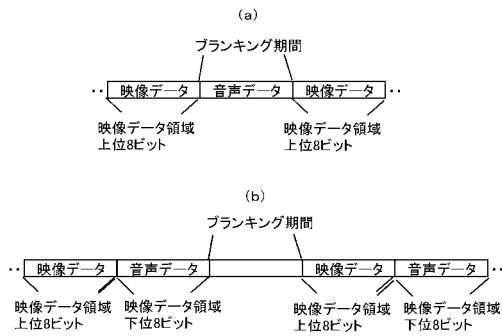 (a)
ブランキング期間
‥ 映像データ 音声データ 映像データ ‥
映像データ領域 映像データ領域
上位8ビット 上位8ビット
(b)
ブランキング期間
‥ 映像データ 音声データ 映像データ 音声データ ‥
映像データ領域 映像データ領域 映像データ領域 映像データ領域
上位8ビット 下位8ビット 上位8ビット 下位8ビット